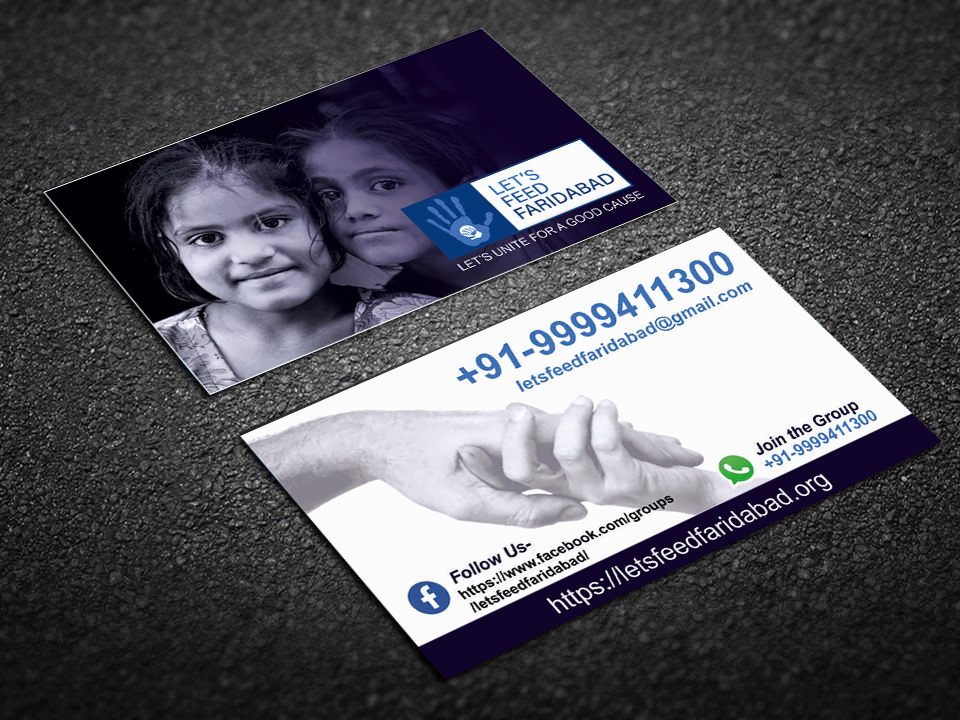 LET'S
FEED
FARIDABAD
LET'S UNITE FOR A GOOD CAUSE
+91-9999411300
letsfeedfaridabad@gmail.com
Join the Group
+91-9999411300
Follow Us-
https://www.facebook.com/groups
/letsfeedfaridabad/
https://letsfeedfaridabad.org